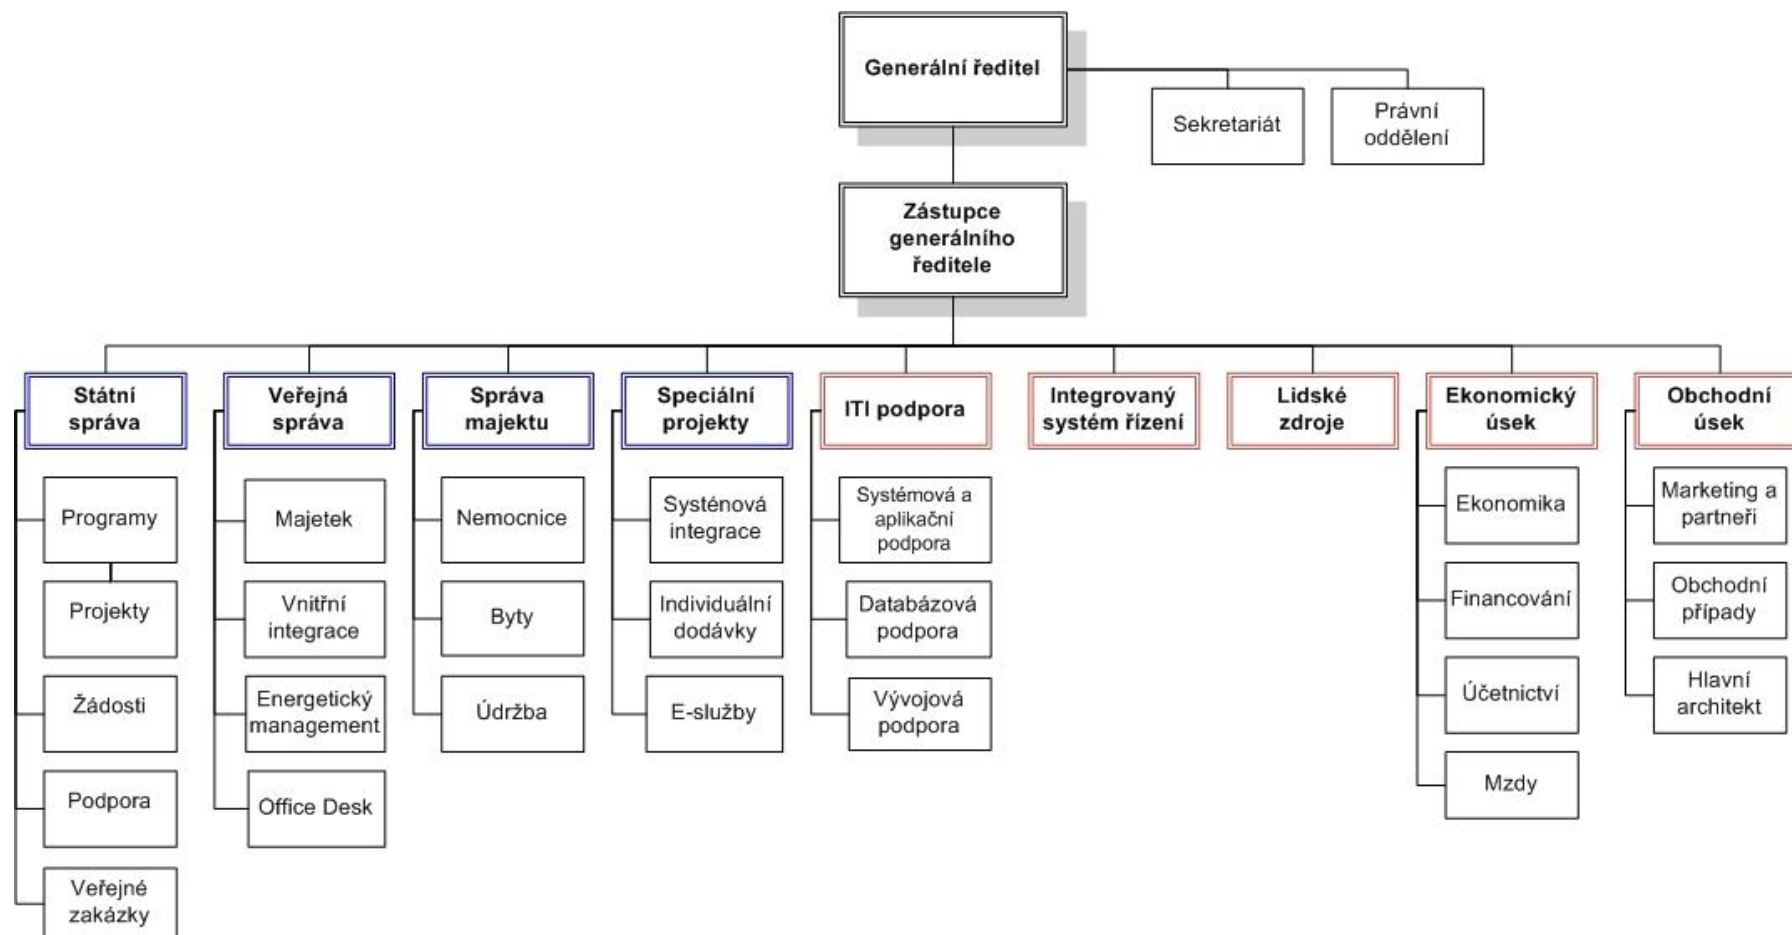 Generální ředitel
Sekretariát
Právní
oddělení
Zástupce
generálního
ředitele
Státní
správa
Veřejná
správa
Správa
majektu
Speciální
projekty
ITI podpora
Integrovaný
systém řízení
Lidské
zdroje
Ekonomický
úsek
Obchodní
úsek
Programy
Projekty
Žádosti
Podpora
Veřejné
zakázky
Majetek
Vnitřní
integrace
Energetický
management
Office Desk
Nemocnice
Byty
Údržba
Systénová
integrace
Individuální
dodávky
E-služby
Systémová a
aplikační
podpora
Databázová
podpora
Vývojová
podpora
Ekonomika
Financování
Účetnictví
Mzdy
Marketing a
partneři
Obchodní
případy
Hlavní
architekt